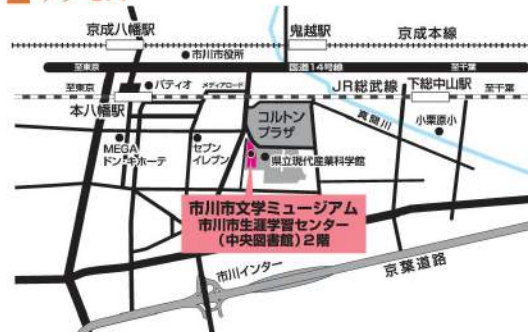 京成八幡駅
鬼越駅
京成本線
市川市役所
国道14号線
至東京
至千葉
至東京
パティオ
メディアロード
JR総武線
下総中山駅
至千葉
本八幡駅
コルトン
プラザ
真間川
小栗原小
MEGA
ドン・キホーテ
セブン
イレブン
県立現代産業科学館
市川市文学ミュージアム
市川市生涯学習センター
(中央図書館)2階
市川インター
京葉道路